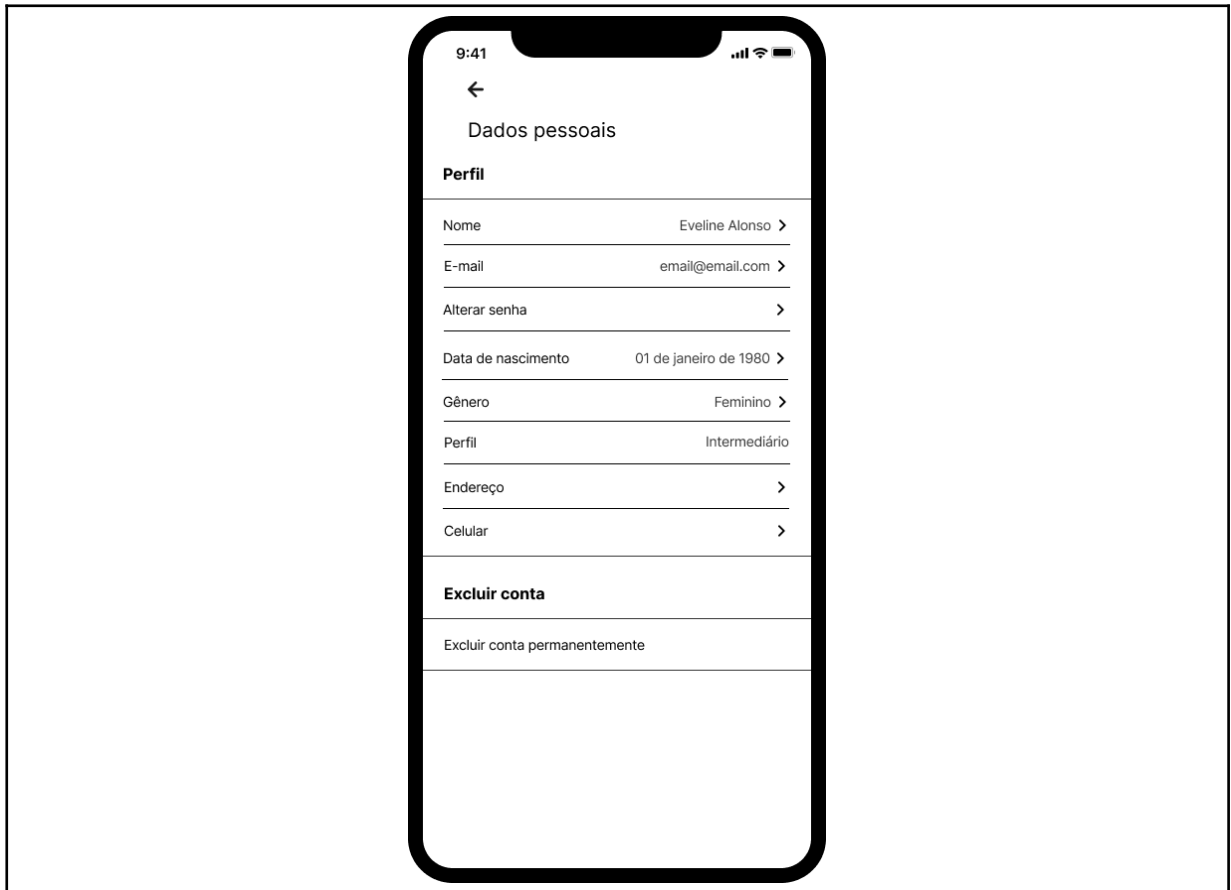 9:41
Dados pessoais
Perfil
Nome Eveline Alonso
E-mail email@email.com
Alterar senha
Data de nascimento 01 de janeiro de 1980
Gênero Feminino
Perfil Intermediário
Endereço
Celular
Excluir conta
Excluir conta permanentemente